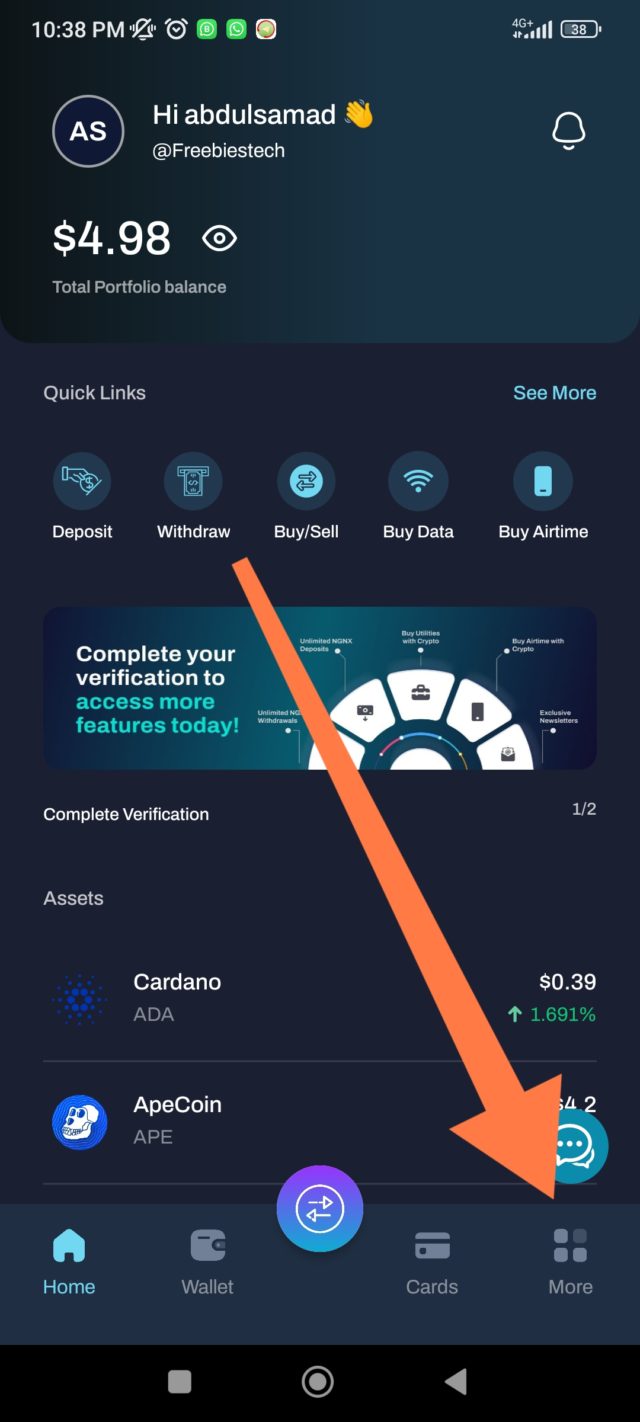 10:38 PM
4G+
38
AS
Hi abdulsamad 👋
@Freebiestech
$4.98
Total Portfolio balance
Quick Links
See More
Deposit
Withdraw
Buy/Sell
Buy Data
Buy Airtime
Complete your
verification to
access more
features today!
Unlimited NGNX
Deposits
Buy Utilities
with Crypto
Buy Airtime with
Crypto
Unlimited
Withdrawals
Exclusive
Newsletters
Complete Verification
1/2
Assets
Cardano
$0.39
ADA
1.691%
ApeCoin
$4.2
APE
Home
Wallet
Cards
More